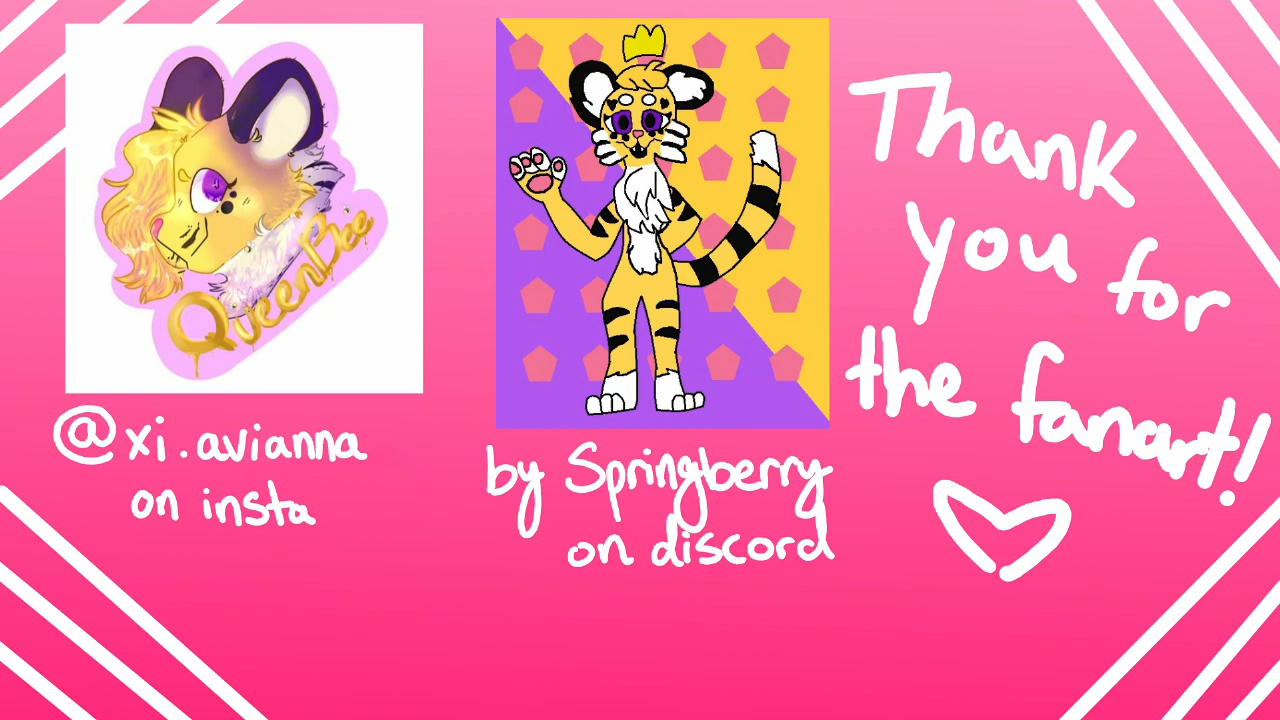 QueenBee
@xi.avianna
on insta
by Springberry
on discord
Thank
you for
the fanart!